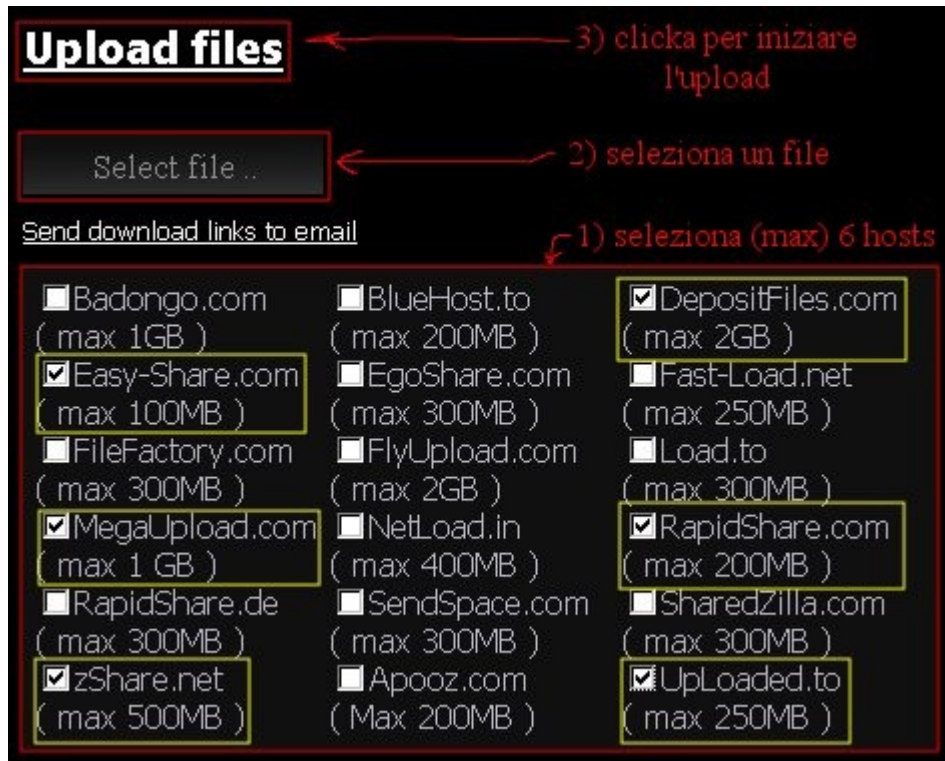 Upload files
3) clicka per iniziare
l'upload
Select file ..
2) seleziona un file
Send download links to email
1) seleziona (max) 6 hosts
Badongo.com
( max 1GB )
BlueHost.to
( max 200MB )
DepositFiles.com
( max 2GB )
Easy-Share.com
( max 100MB )
EgoShare.com
( max 300MB )
Fast-Load.net
( max 250MB )
FileFactory.com
( max 300MB )
FlyUpload.com
( max 2GB )
Load.to
( max 300MB )
MegaUpload.com
( max 1 GB )
NetLoad.in
( max 400MB )
RapidShare.com
( max 200MB )
RapidShare.de
( max 300MB )
SendSpace.com
( max 300MB )
SharedZilla.com
( max 300MB )
zShare.net
( max 500MB )
Apooz.com
( Max 200MB )
UpLoaded.to
( max 250MB )